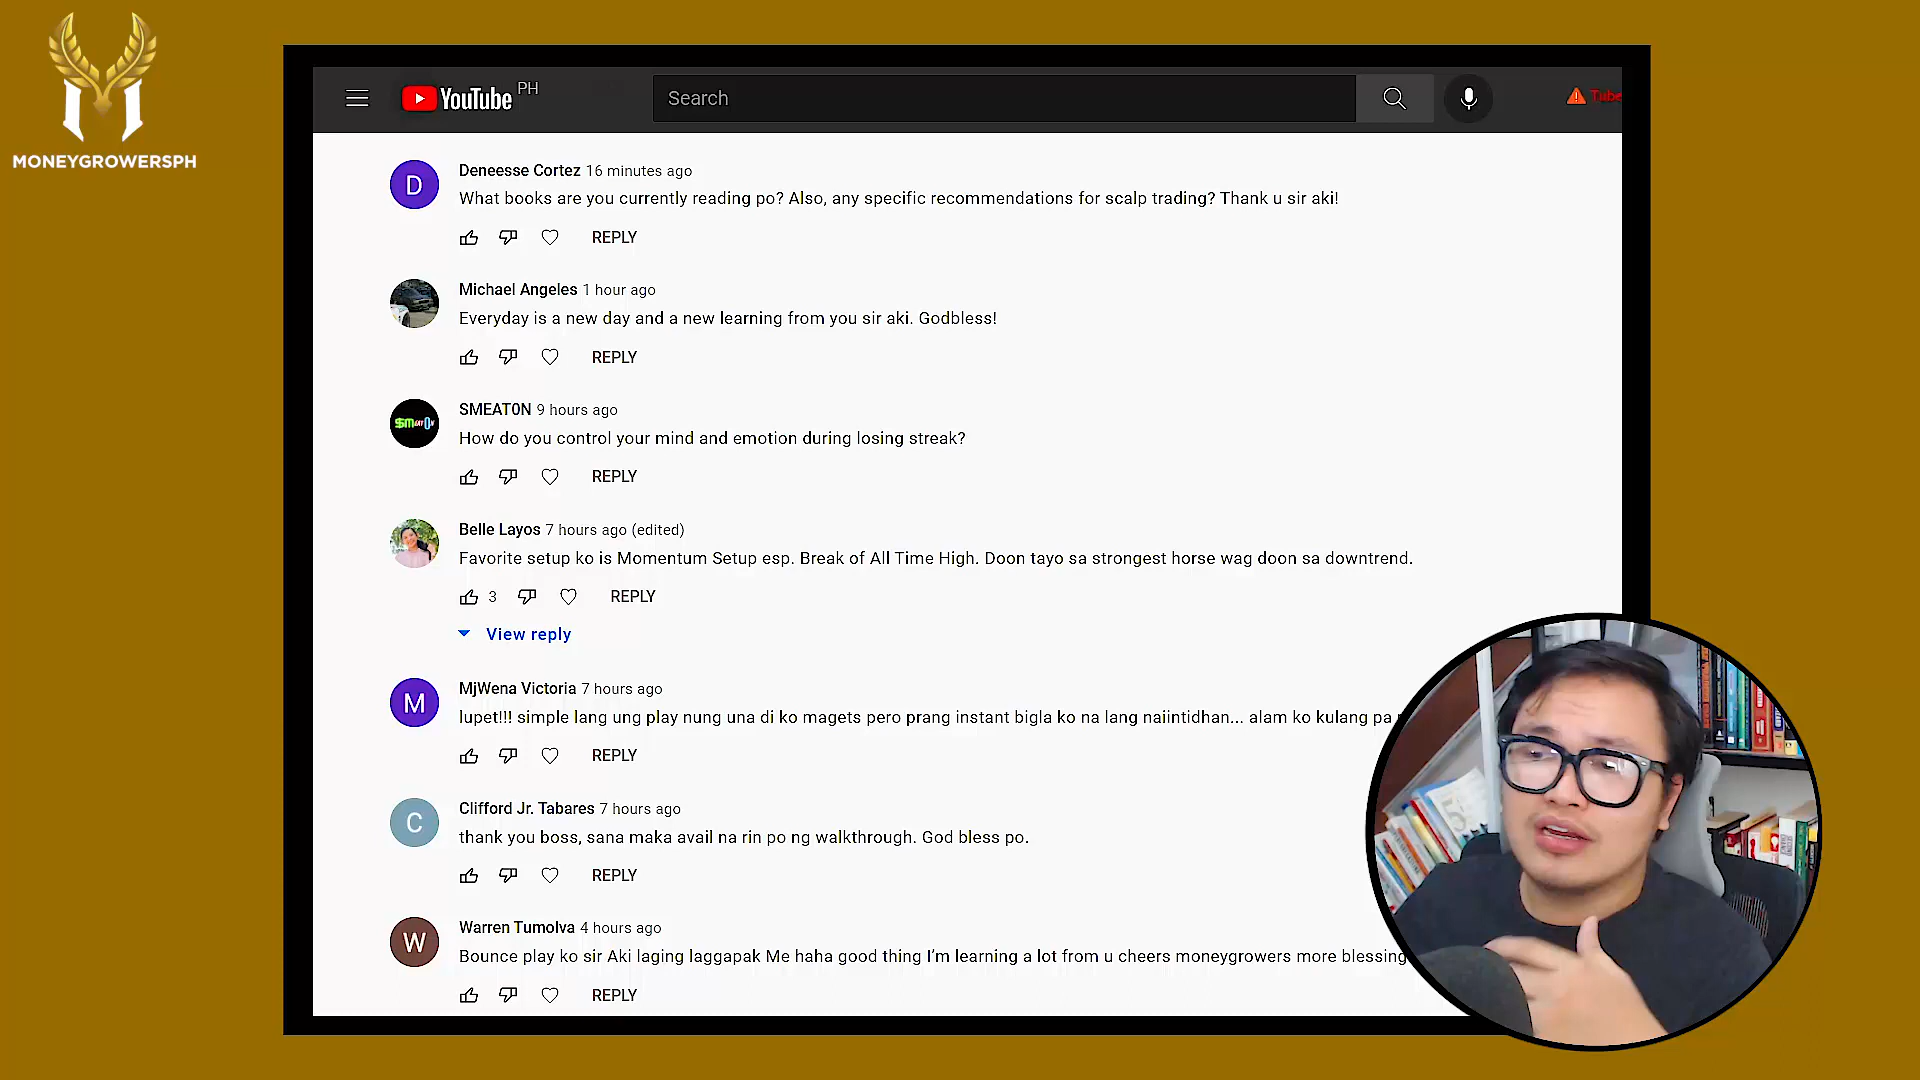 MONEYGROWERSPH
YouTube PH
Search
Tube
D
Deneesse Cortez 16 minutes ago
What books are you currently reading po? Also, any specific recommendations for scalp trading? Thank u sir aki!
REPLY
Michael Angeles 1 hour ago
Everyday is a new day and a new learning from you sir aki. Godbless!
REPLY
SMEAT0N 9 hours ago
How do you control your mind and emotion during losing streak?
REPLY
Belle Layos 7 hours ago (edited)
Favorite setup ko is Momentum Setup esp. Break of All Time High. Doon tayo sa strongest horse wag doon sa downtrend.
3 REPLY
View reply
M
MjWena Victoria 7 hours ago
lupet!!! simple lang ung play nung una di ko magets pero prang instant bigla ko na lang naiintidhan... alam ko kulang pa
REPLY
C
Clifford Jr. Tabares 7 hours ago
thank you boss, sana maka avail na rin po ng walkthrough. God bless po.
REPLY
W
Warren Tumolva 4 hours ago
Bounce play ko sir Aki laging laggapak Me haha good thing I'm learning a lot from u cheers moneygrowers more blessing
REPLY